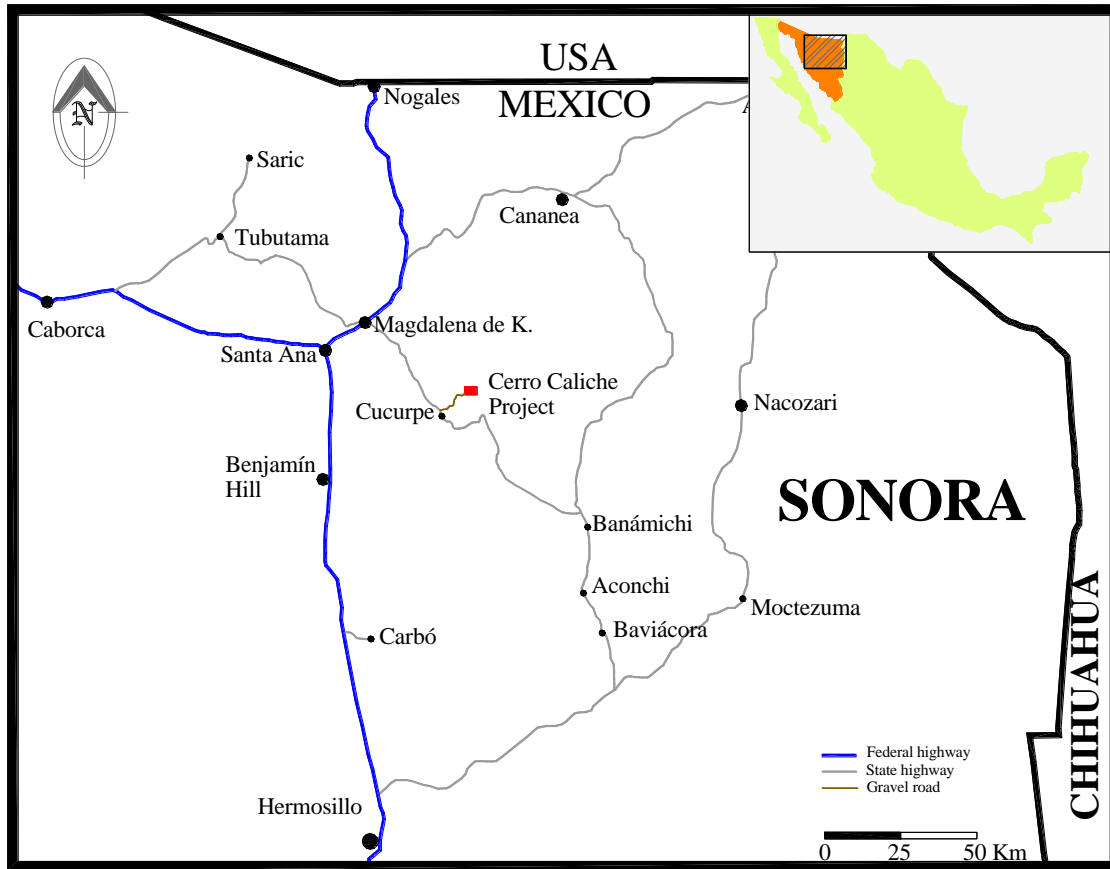 USA
MEXICO
N
Nogales
Saric
Cananea
Tubutama
Caborca
Magdalena de K.
Santa Ana
Cerro Caliche
Project
Cucurpe
Nacozari
Benjamín
Hill
SONORA
Banámichi
Aconchi
Moctezuma
Baviácora
Carbó
CHIHUAHUA
Federal highway
State highway
Gravel road
Hermosillo
0 25 50 Km